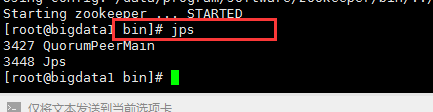 Starting zookeeper ... STARTED
[root@bigdata1 bin]# jps
3427 QuorumPeerMain
3448 Jps
[root@bigdata1 bin]#
仅将文本发送到当前选项卡